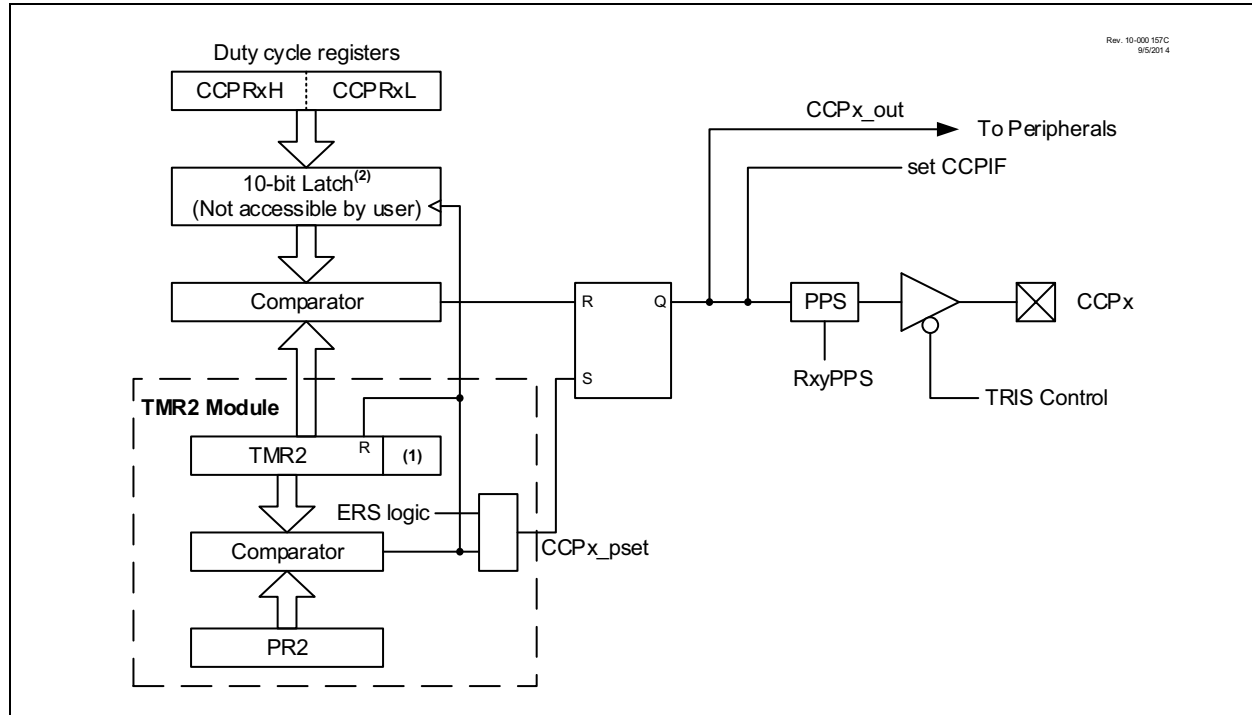 Rev. 10-000 157C
9/5/201 4
Duty cycle registers
CCPRxH CCPRxL
CCPx_out
To Peripherals
set CCPIF
10-bit Latch(2)
(Not accessible by user)
Comparator
R Q
PPS
CCPx
RxyPPS
S
TRIS Control
TMR2 Module
TMR2 R (1)
ERS logic
Comparator
CCPx_pset
PR2